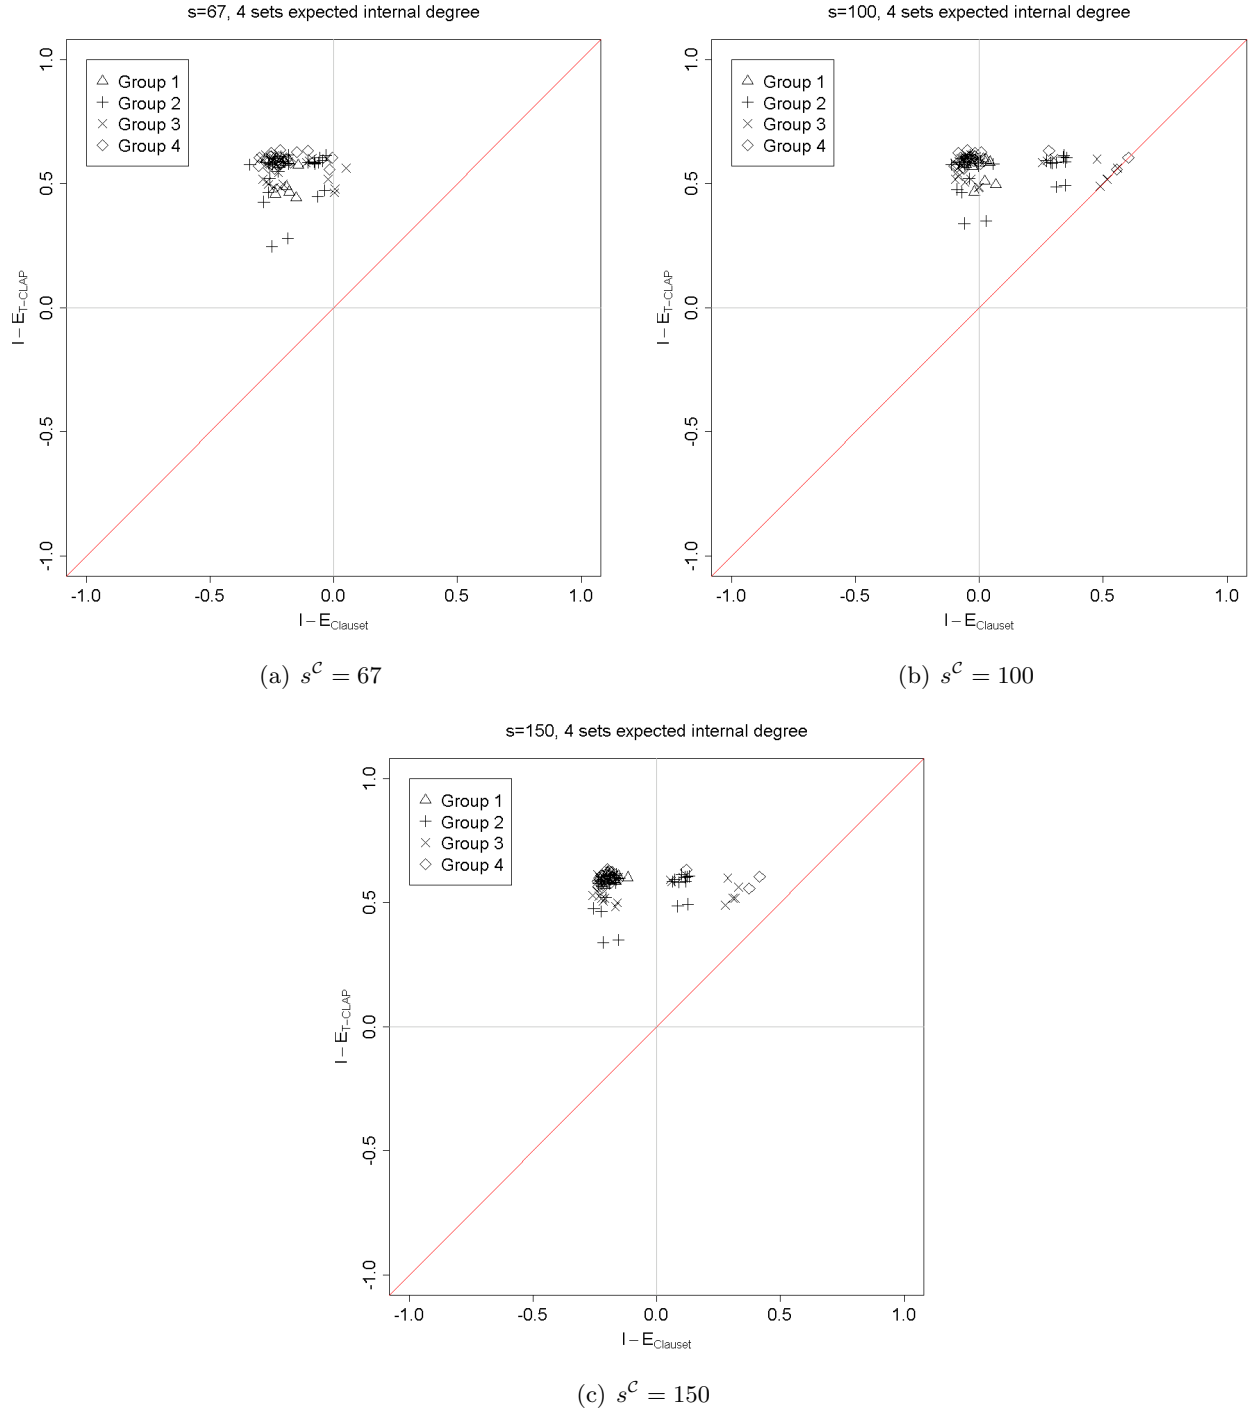 s=67, 4 sets expected internal degree
Group 1
Group 2
Group 3
Group 4
1.0
0.5
0.0
-0.5
-1.0
I − E_T−CLAP
-1.0 -0.5 0.0 0.5 1.0
I − E_Clauset
(a) s^C = 67
s=100, 4 sets expected internal degree
Group 1
Group 2
Group 3
Group 4
1.0
0.5
0.0
-0.5
-1.0
I − E_T−CLAP
-1.0 -0.5 0.0 0.5 1.0
I − E_Clauset
(b) s^C = 100
s=150, 4 sets expected internal degree
Group 1
Group 2
Group 3
Group 4
1.0
0.5
0.0
-0.5
-1.0
I − E_T−CLAP
-1.0 -0.5 0.0 0.5 1.0
I − E_Clauset
(c) s^C = 150